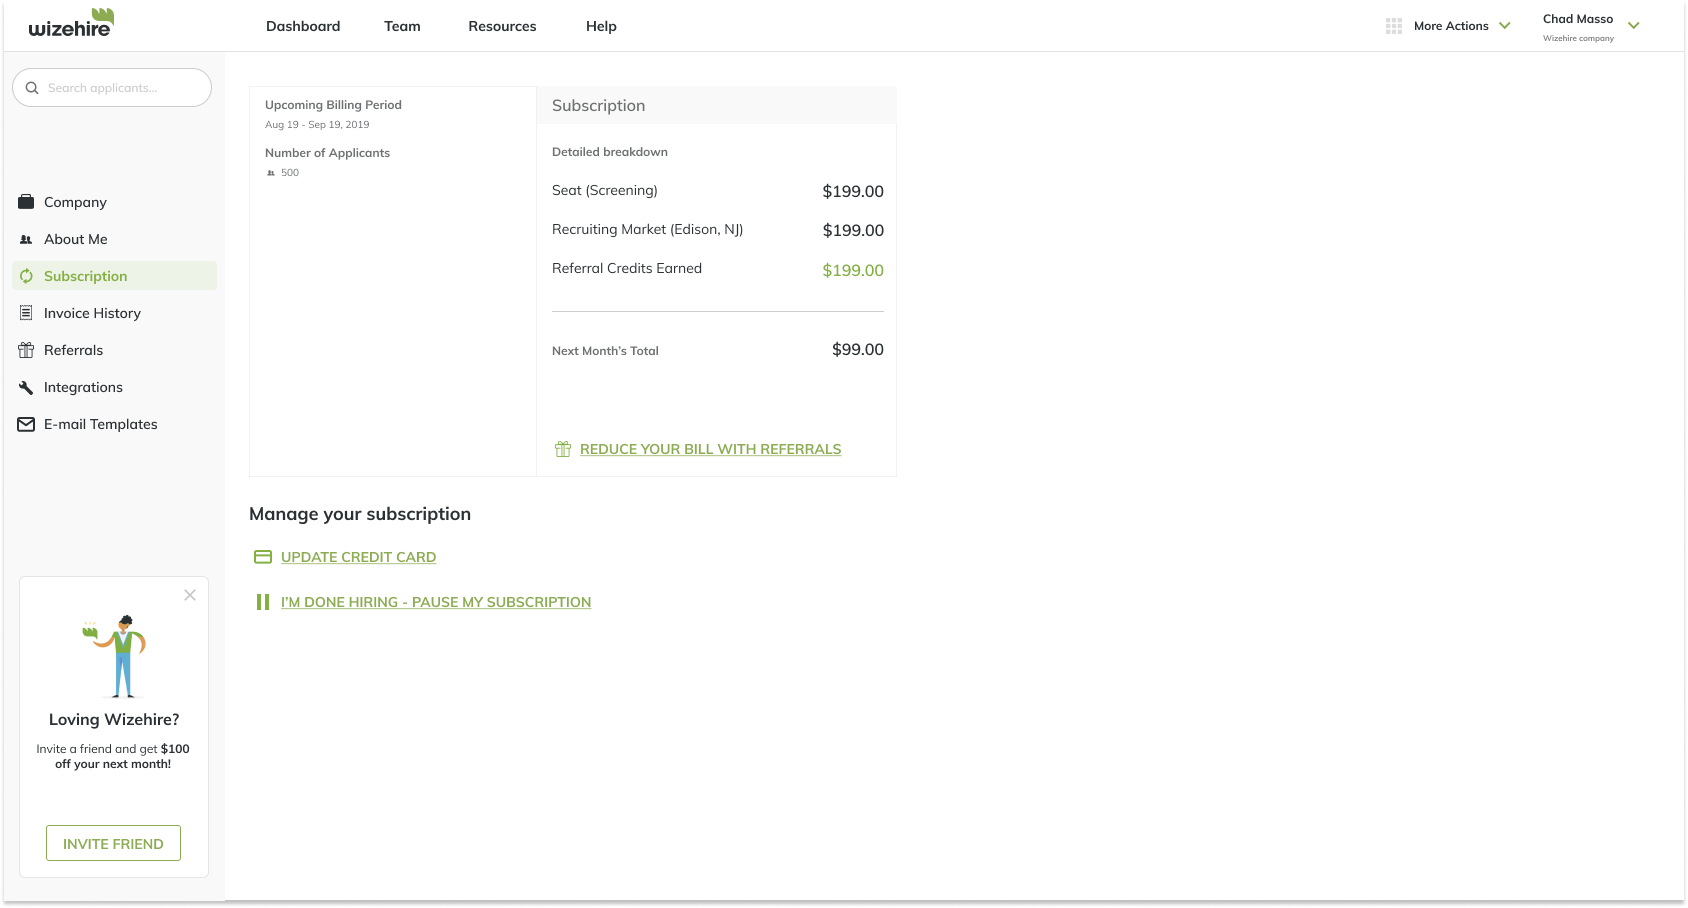 wizehire
Dashboard
Team
Resources
Help
More Actions
Chad Masso
Wizehire company
Search applicants...
Company
About Me
Subscription
Invoice History
Referrals
Integrations
E-mail Templates
Loving Wizehire?
Invite a friend and get $100
off your next month!
INVITE FRIEND
Upcoming Billing Period
Aug 19 - Sep 19, 2019
Number of Applicants
500
Subscription
Detailed breakdown
Seat (Screening) $199.00
Recruiting Market (Edison, NJ) $199.00
Referral Credits Earned $199.00
Next Month's Total $99.00
REDUCE YOUR BILL WITH REFERRALS
Manage your subscription
UPDATE CREDIT CARD
I'M DONE HIRING - PAUSE MY SUBSCRIPTION